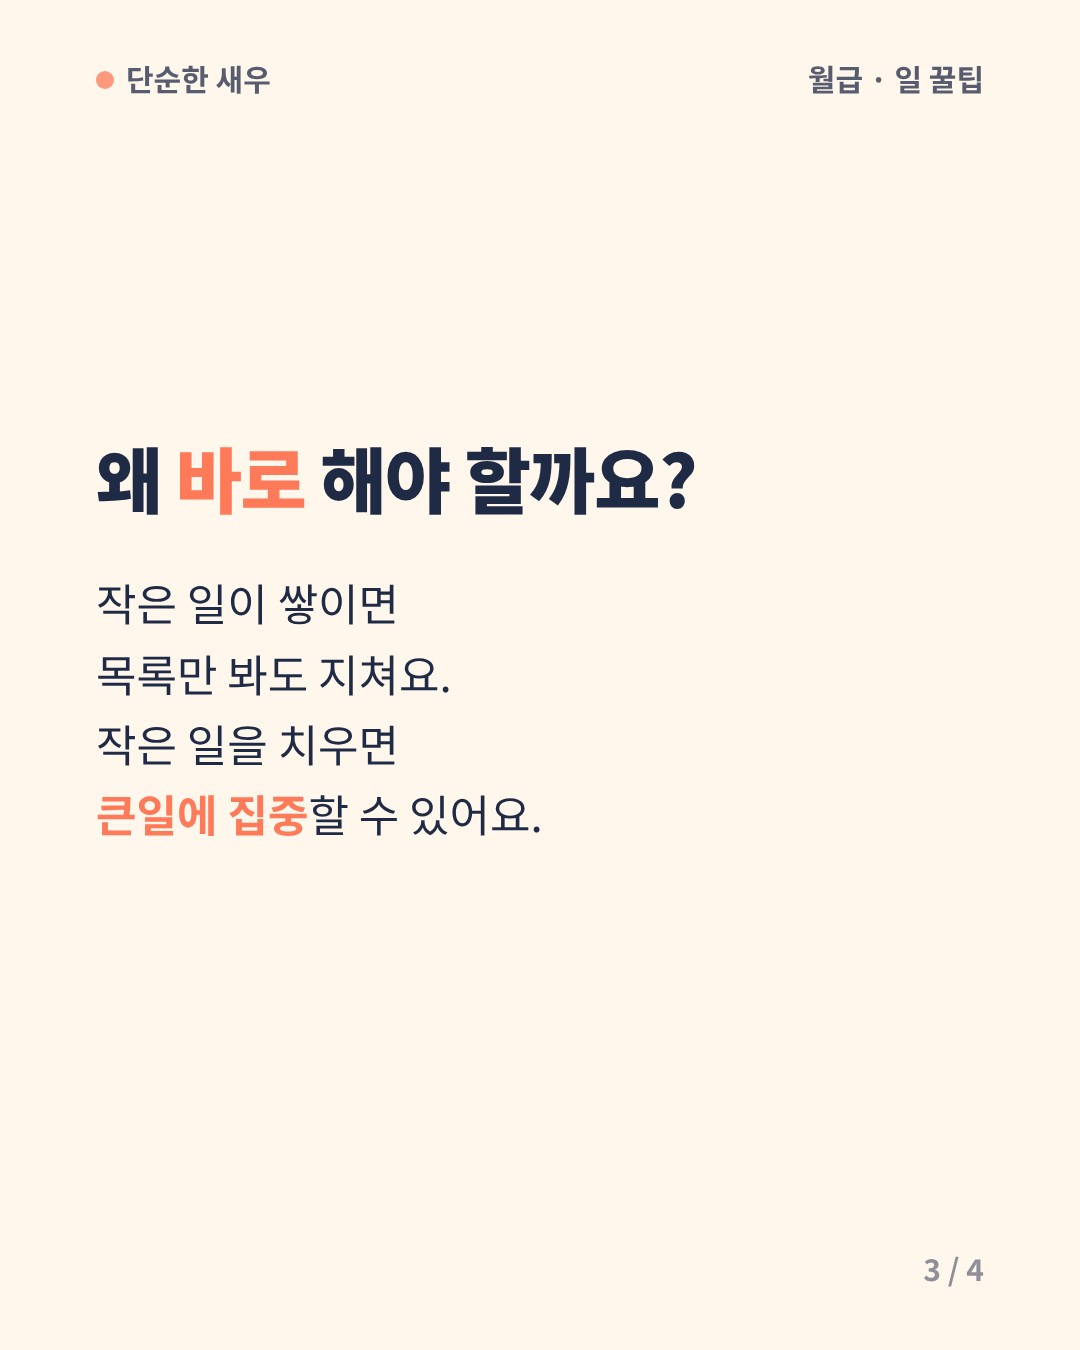 단순한 새우
월급 · 일 꿀팁
왜 바로 해야 할까요?
작은 일이 쌓이면
목록만 봐도 지쳐요.
작은 일을 치우면
큰일에 집중할 수 있어요.
3 / 4